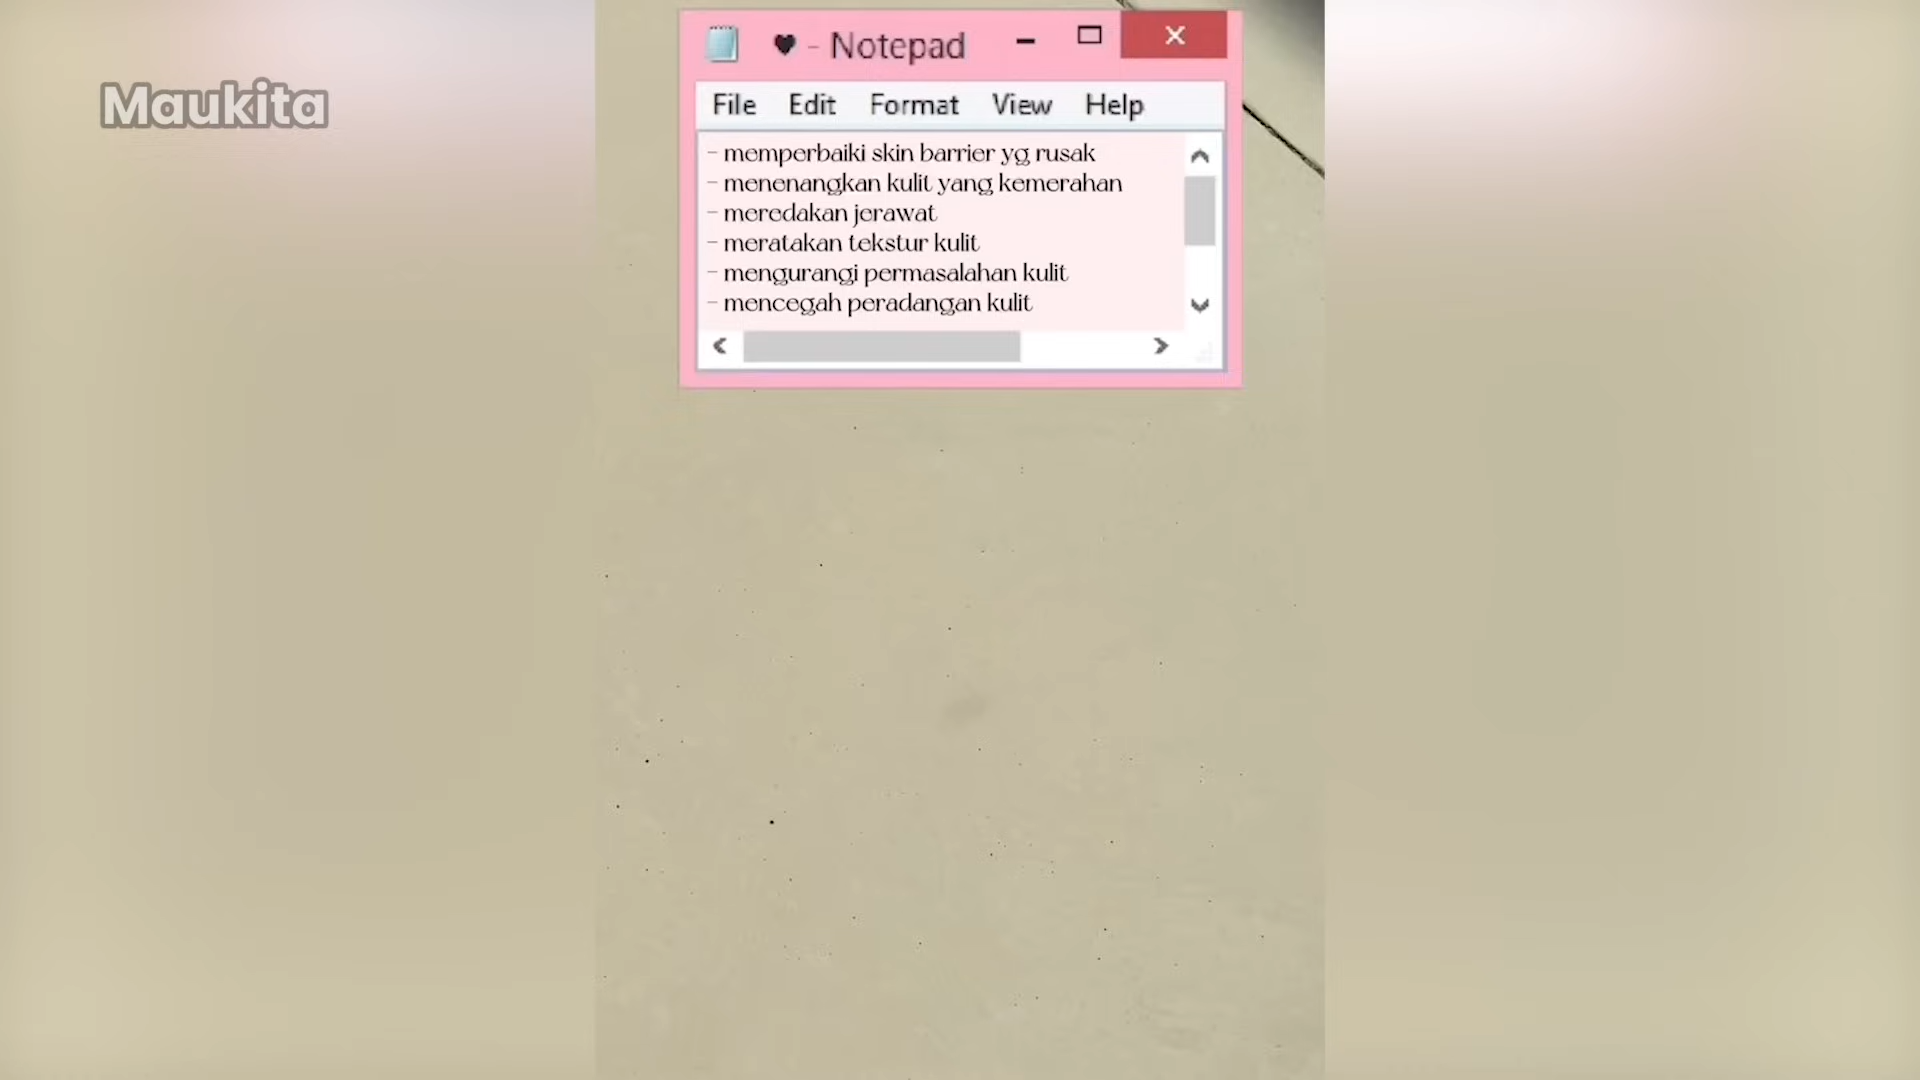 Maukita
♥ - Notepad
File Edit Format View Help
- memperbaiki skin barrier yg rusak
- menenangkan kulit yang kemerahan
- meredakan jerawat
- meratakan tekstur kulit
- mengurangi permasalahan kulit
- mencegah peradangan kulit